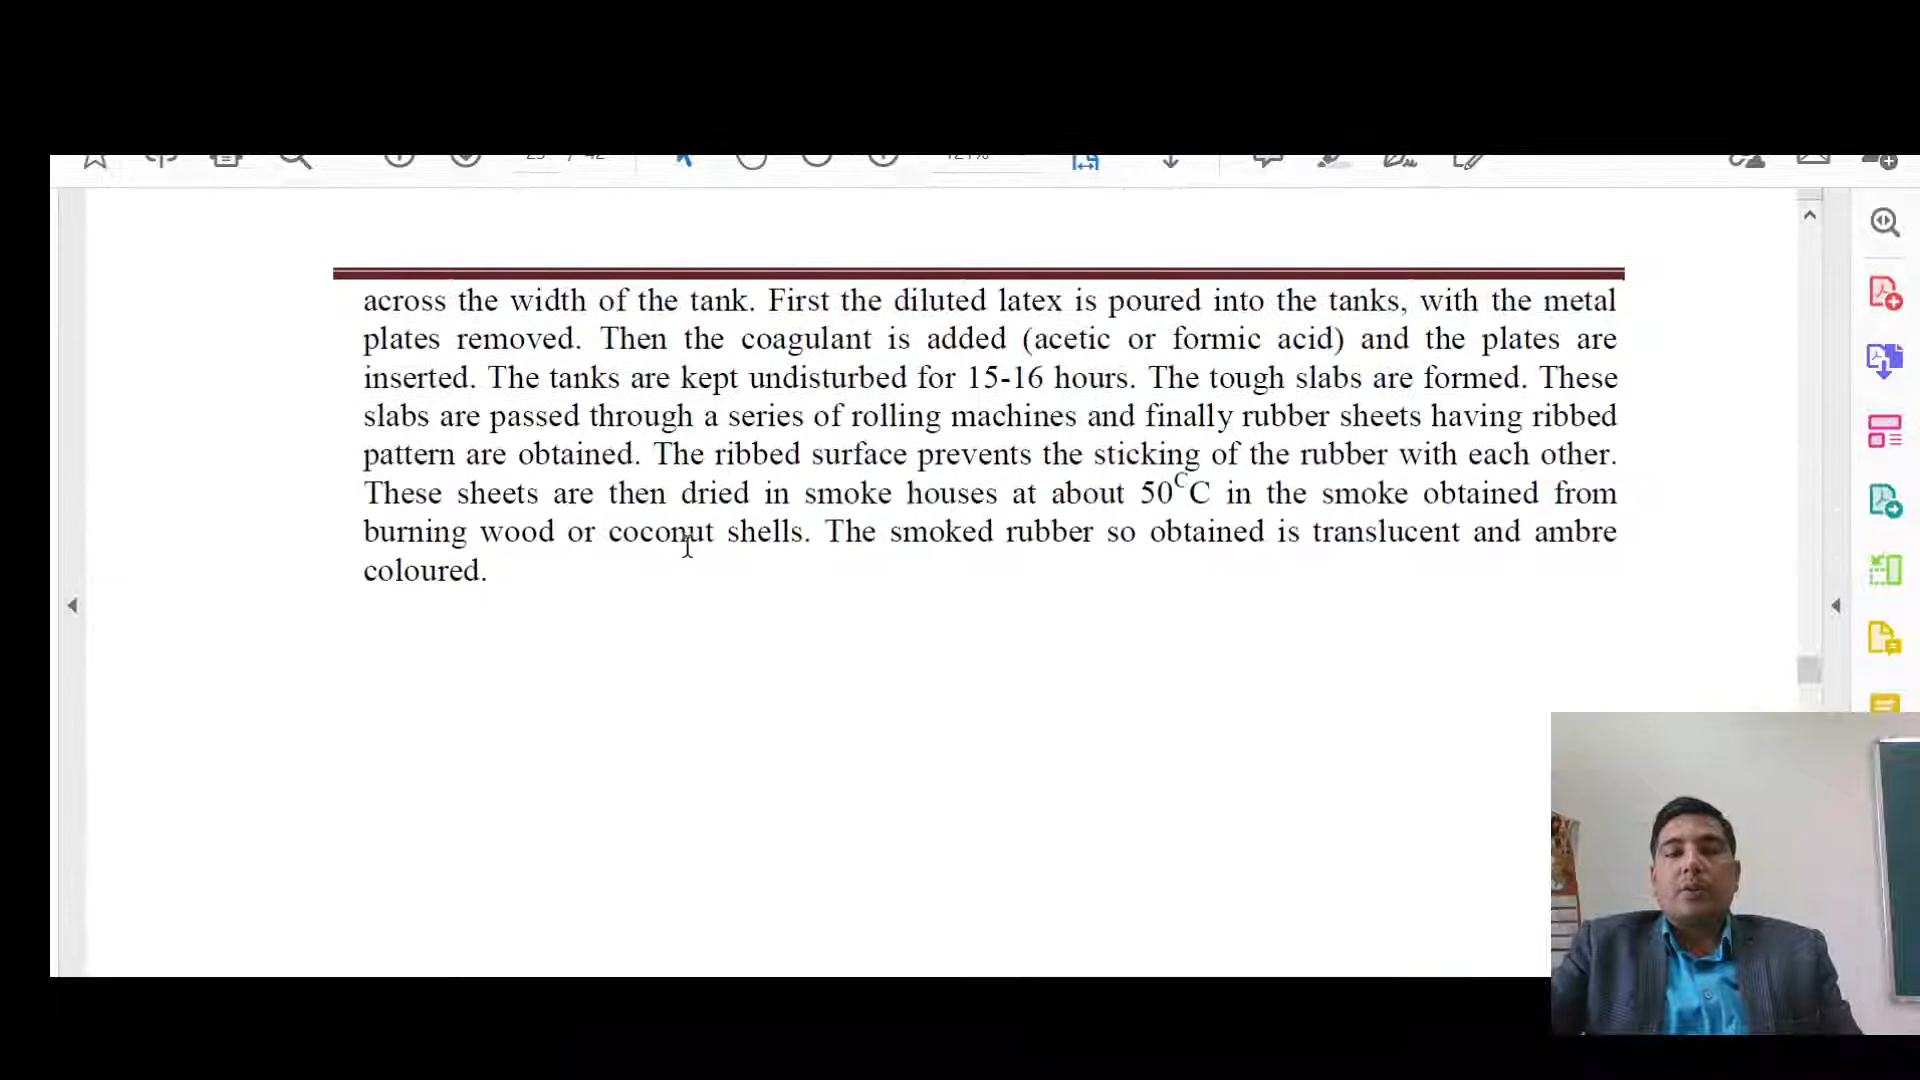 across the width of the tank. First the diluted latex is poured into the tanks, with the metal
plates removed. Then the coagulant is added (acetic or formic acid) and the plates are
inserted. The tanks are kept undisturbed for 15-16 hours. The tough slabs are formed. These
slabs are passed through a series of rolling machines and finally rubber sheets having ribbed
pattern are obtained. The ribbed surface prevents the sticking of the rubber with each other.
These sheets are then dried in smoke houses at about 50°C in the smoke obtained from
burning wood or coconut shells. The smoked rubber so obtained is translucent and ambre
coloured.